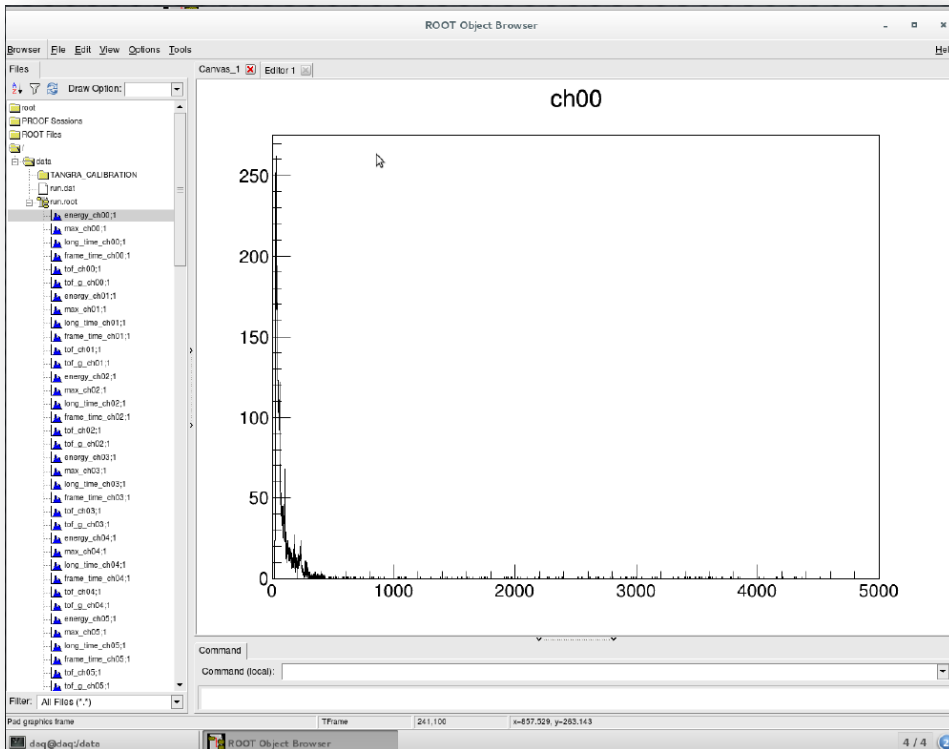 ROOT Object Browser
Browser File Edit View Options Tools
Files
Canvas_1 Editor 1
Draw Option:
root
PROOF Sessions
ROOT Files
/
data
TANGRA_CALIBRATION
run.dat
run.root
energy_ch00;1
max_ch00;1
long_time_ch00;1
frame_time_ch00;1
tof_ch00;1
tof_g_ch00;1
energy_ch01;1
max_ch01;1
long_time_ch01;1
frame_time_ch01;1
tof_ch01;1
tof_g_ch01;1
energy_ch02;1
max_ch02;1
long_time_ch02;1
frame_time_ch02;1
tof_ch02;1
tof_g_ch02;1
energy_ch03;1
max_ch03;1
long_time_ch03;1
frame_time_ch03;1
tof_ch03;1
tof_g_ch03;1
energy_ch04;1
max_ch04;1
long_time_ch04;1
frame_time_ch04;1
tof_ch04;1
tof_g_ch04;1
energy_ch05;1
max_ch05;1
long_time_ch05;1
frame_time_ch05;1
tof_ch05;1
tof_g_ch05;1
Filter: All Files (*.*)
ch00
250
200
150
100
50
0
0 1000 2000 3000 4000 5000
Command
Command (local):
Pad graphics frame TFrame 241,100 x=857.529, y=263.143
daq@daq:/data ROOT Object Browser 4 / 4